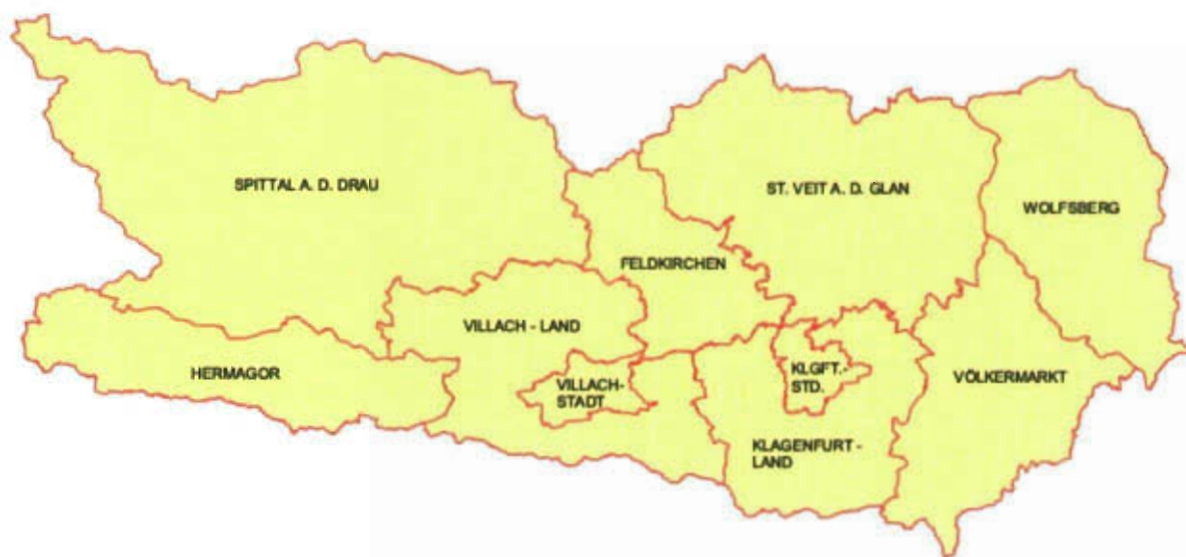 SPITTAL A. D. DRAU
ST. VEIT A. D. GLAN
WOLFSBERG
FELDKIRCHEN
VILLACH - LAND
HERMAGOR
VILLACH-
STADT
KLGFT.-
STD.
VÖLKERMARKT
KLAGENFURT -
LAND